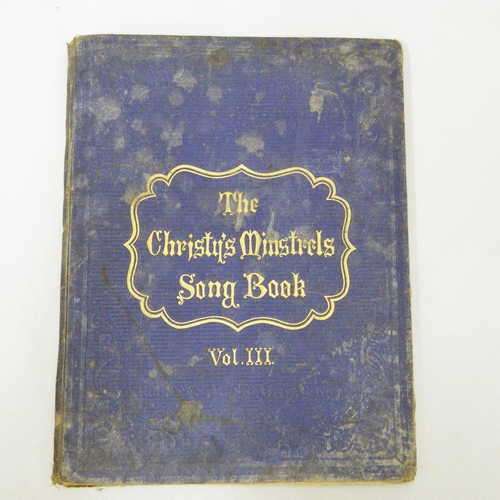 The
Christy's Minstrels
Song Book
Vol. III.